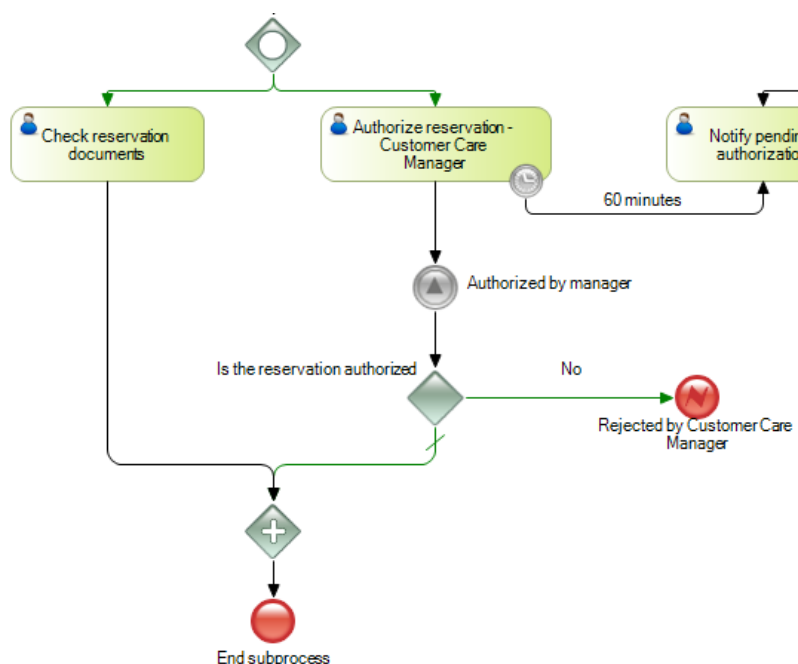 Check reservation
documents
Authorize reservation -
Customer Care
Manager
Notify
60 minutes
Authorized by manager
Is the reservation authorized
No
Rejected by Customer Care
Manager
End subprocess